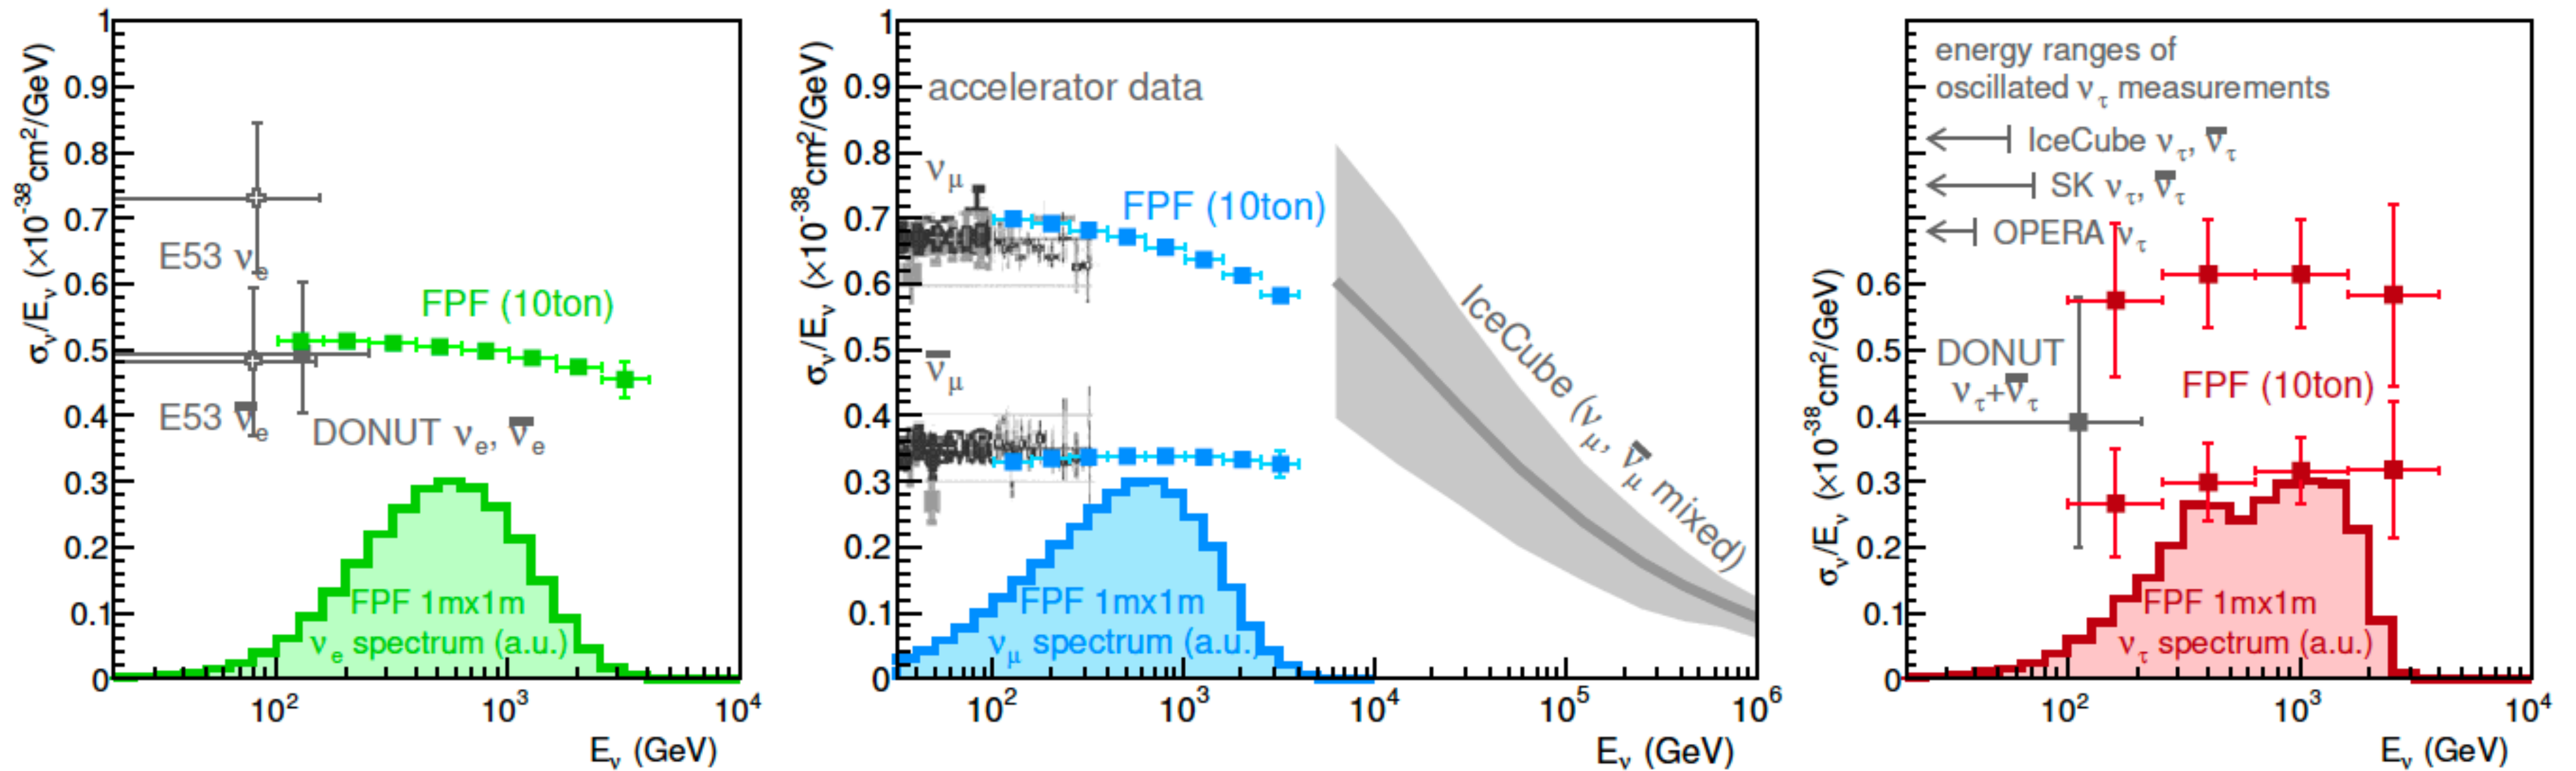 σν/Eν (×10⁻³⁸cm²/GeV)
1
0.9
0.8
0.7
0.6
0.5
0.4
0.3
0.2
0.1
0
E53 νe
FPF (10ton)
E53 ν̅e
DONUT νe, ν̅e
FPF 1mx1m
νe spectrum (a.u.)
10² 10³ 10⁴
Eν (GeV)
σν/Eν (×10⁻³⁸cm²/GeV)
1
0.9
0.8
0.7
0.6
0.5
0.4
0.3
0.2
0.1
0
accelerator data
νμ
FPF (10ton)
ν̅μ
IceCube (νμ, ν̅μ mixed)
FPF 1mx1m
νμ spectrum (a.u.)
10² 10³ 10⁴ 10⁵ 10⁶
Eν (GeV)
σν/Eν (×10⁻³⁸cm²/GeV)
0.6
0.5
0.4
0.3
0.2
0.1
0
energy ranges of
oscillated ντ measurements
IceCube ντ, ν̅τ
SK ντ, ν̅τ
OPERA ντ
DONUT
ντ+ν̅τ
FPF (10ton)
FPF 1mx1m
ντ spectrum (a.u.)
10² 10³ 10⁴
Eν (GeV)